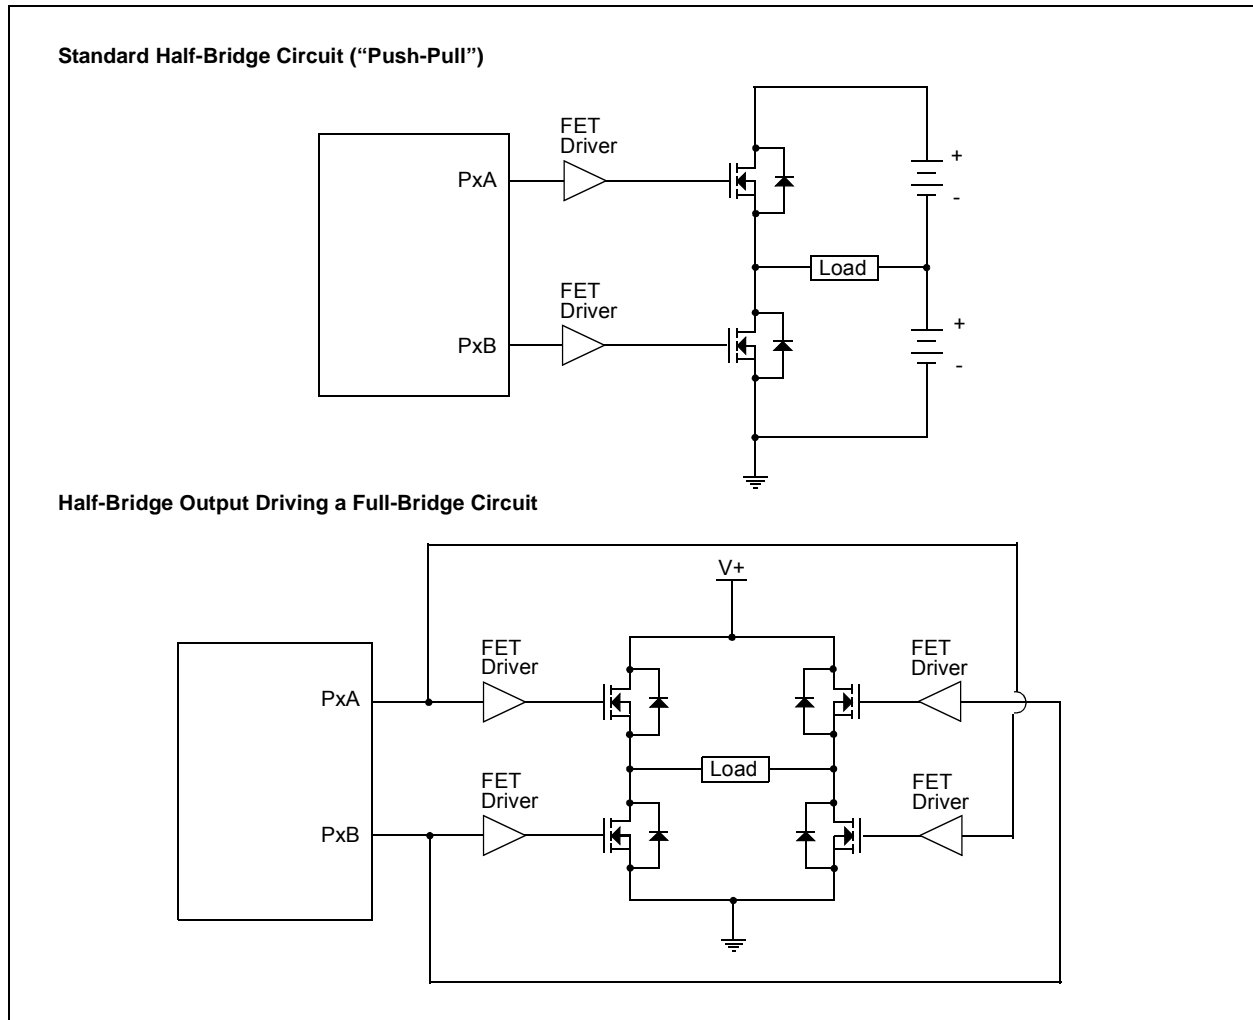 Standard Half-Bridge Circuit (“Push-Pull”)
FET
Driver
PxA
+
-
Load
FET
Driver
PxB
+
-
Half-Bridge Output Driving a Full-Bridge Circuit
V+
FET
Driver
FET
Driver
PxA
Load
FET
Driver
FET
Driver
PxB